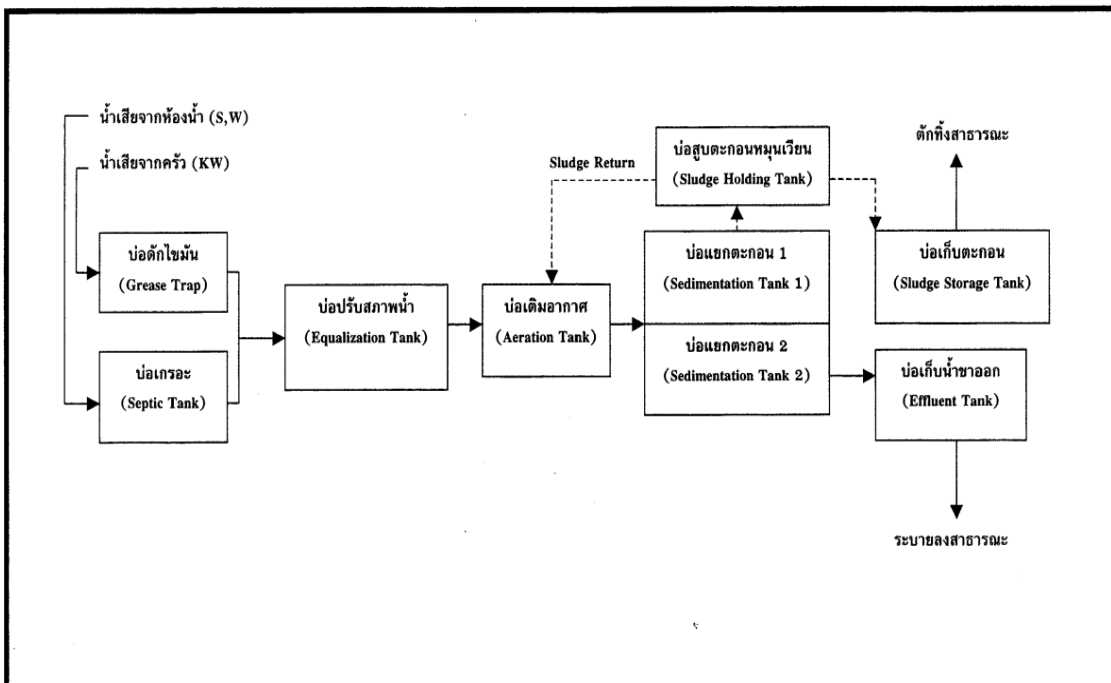 น้ำเสียจากห้องน้ำ (S,W)
น้ำเสียจากครัว (KW)
บ่อดักไขมัน
(Grease Trap)
บ่อเกรอะ
(Septic Tank)
บ่อปรับสภาพน้ำ
(Equalization Tank)
Sludge Return
บ่อเติมอากาศ
(Aeration Tank)
บ่อสูบตะกอนหมุนเวียน
(Sludge Holding Tank)
บ่อแยกตะกอน 1
(Sedimentation Tank 1)
บ่อแยกตะกอน 2
(Sedimentation Tank 2)
ตักทิ้งสาธารณะ
บ่อเก็บตะกอน
(Sludge Storage Tank)
บ่อเก็บน้ำขาออก
(Effluent Tank)
ระบายลงสาธารณะ